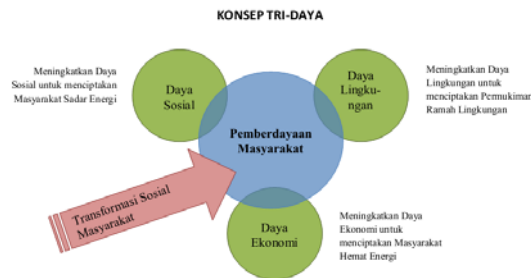 KONSEP TRI-DAYA
Meningkatkan Daya
Sosial untuk menciptakan
Masyarakat Sadar Energi
Daya
Sosial
Daya
Lingku-
ngan
Meningkatkan Daya
Lingkungan untuk
menciptakan Permukiman
Ramah Lingkungan
Pemberdayaan
Masyarakat
Transformasi Sosial
Masyarakat
Daya
Ekonomi
Meningkatkan Daya
Ekonomi untuk
menciptakan Masyarakat
Hemat Energi